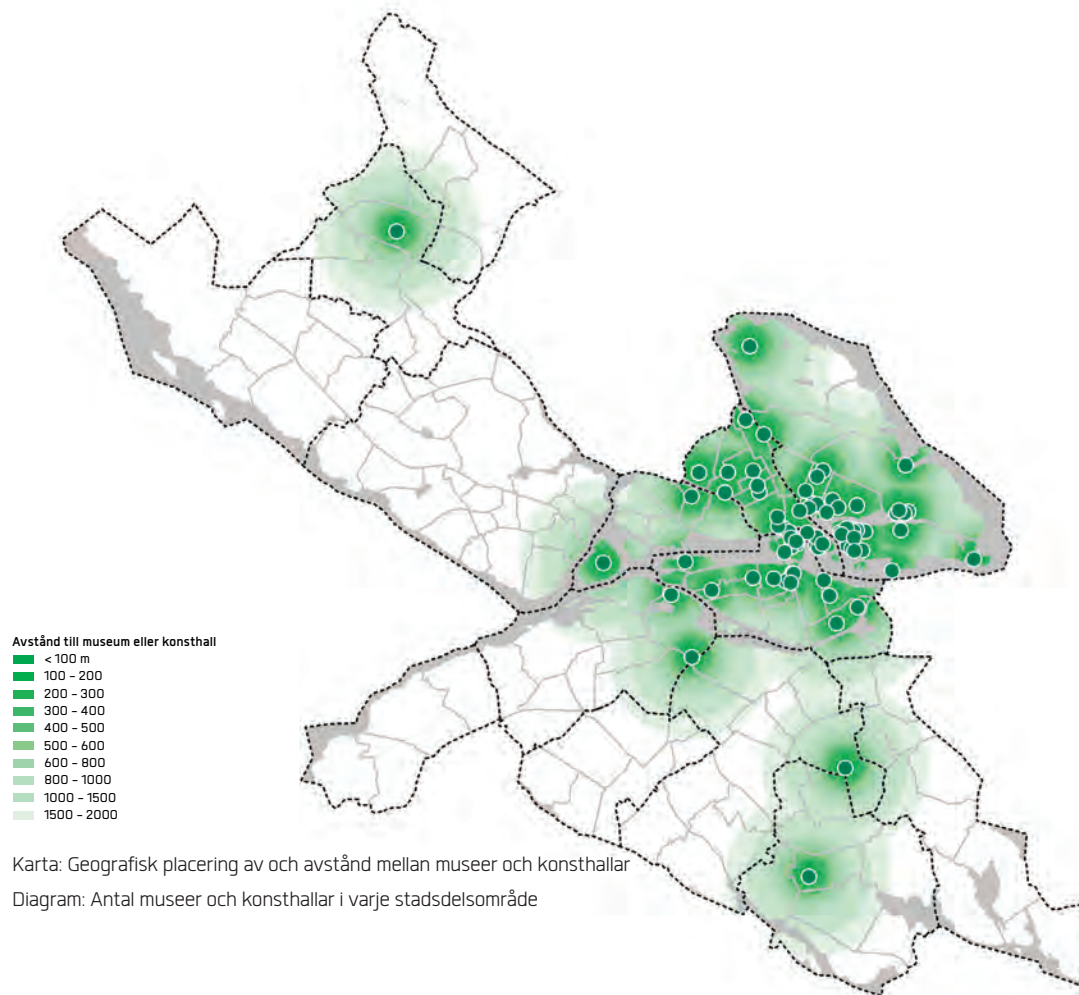 Avstånd till museum eller konsthall
< 100 m
100 – 200
200 – 300
300 – 400
400 – 500
500 – 600
600 – 800
800 – 1000
1000 – 1500
1500 – 2000
Karta: Geografisk placering av och avstånd mellan museer och konsthallar
Diagram: Antal museer och konsthallar i varje stadsdelsområde